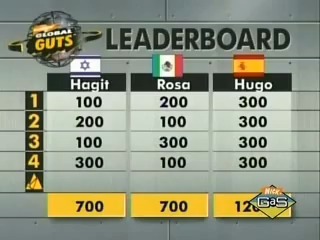 GLOBAL
GUTS
LEADERBOARD
Hagit Rosa Hugo
1 100 200 300
2 200 100 300
3 100 300 300
4 300 100 300
700 700
NICK
GaS